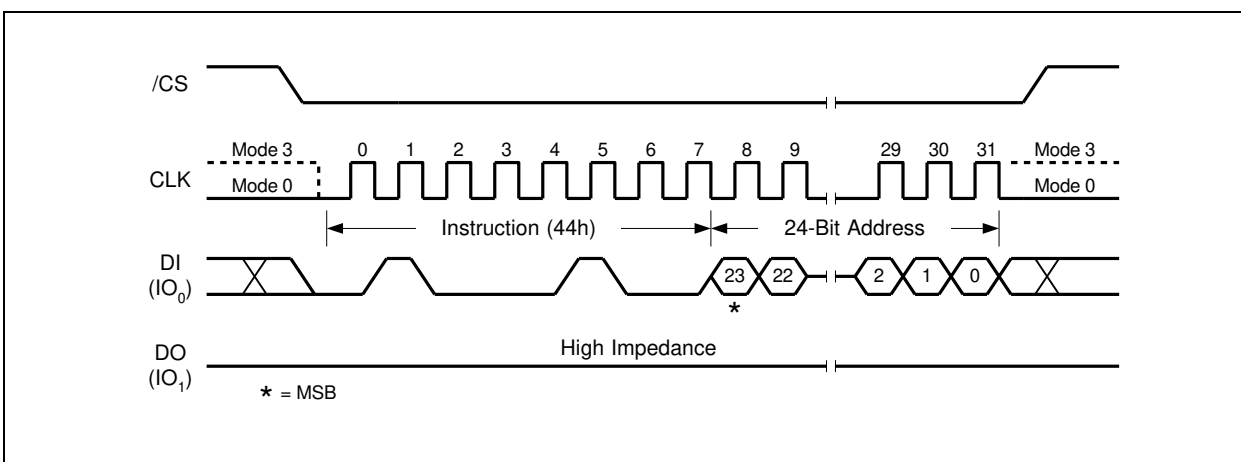 /CS
Mode 3 0 1 2 3 4 5 6 7 8 9 29 30 31 Mode 3
CLK
Mode 0 Mode 0
Instruction (44h) 24-Bit Address
DI
(IO₀)
23 22 2 1 0
*
High Impedance
DO
(IO₁)
* = MSB